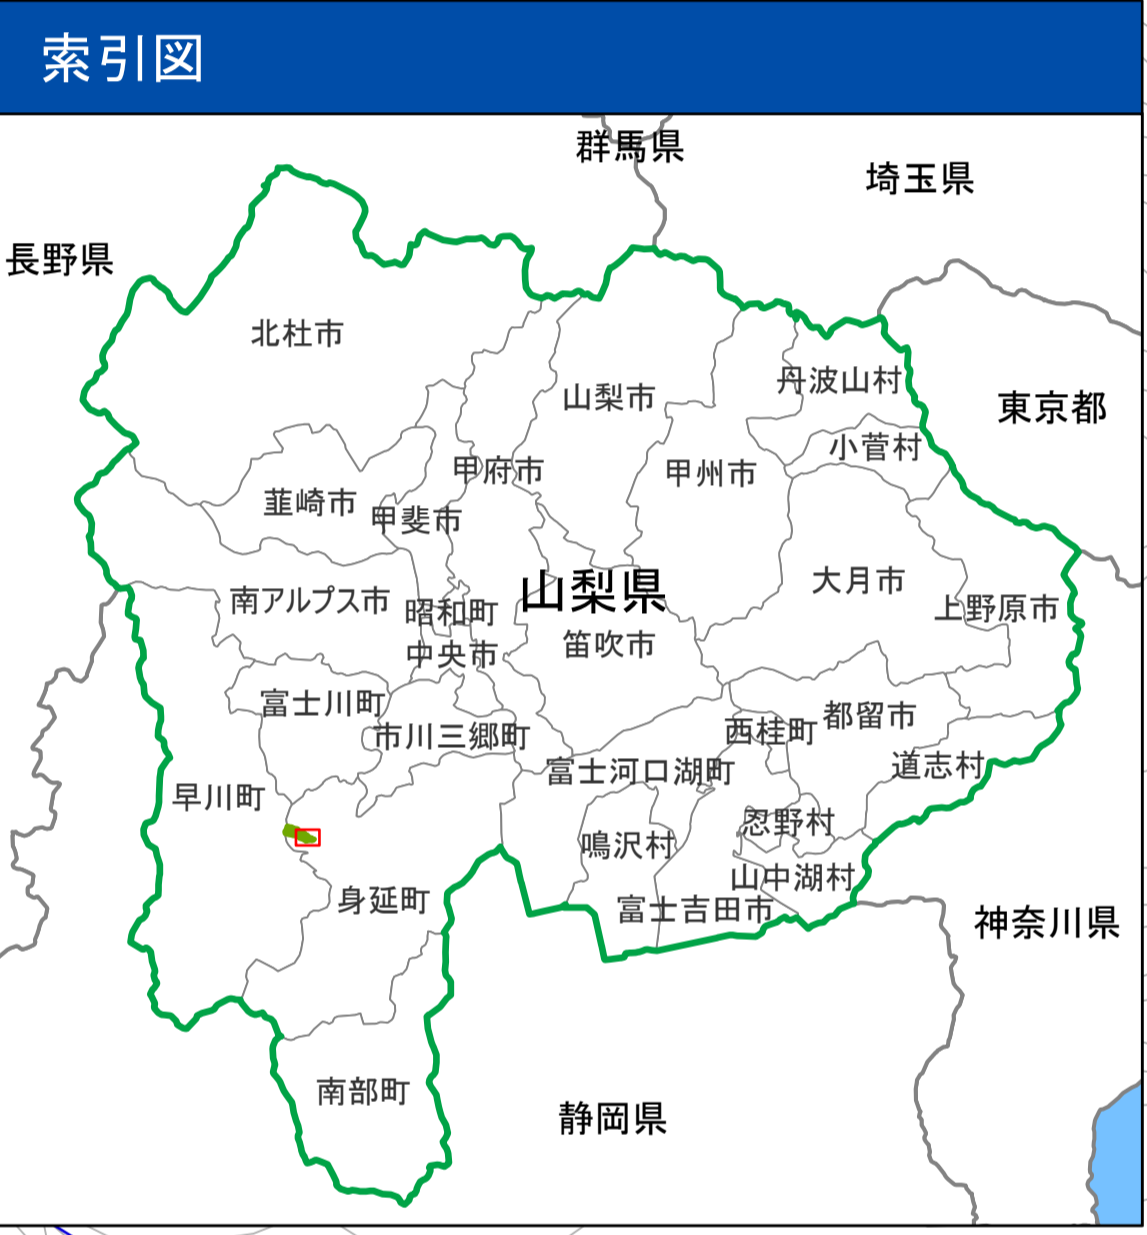 索引図
群馬県
埼玉県
長野県
北杜市
丹波山村
山梨市
東京都
小菅村
甲府市
甲州市
韮崎市
甲斐市
大月市
山梨県
南アルプス市
昭和町
上野原市
笛吹市
中央市
富士川町
都留市
西桂町
市川三郷町
道志村
富士河口湖町
早川町
忍野村
鳴沢村
山中湖村
身延町
富士吉田市
神奈川県
南部町
静岡県